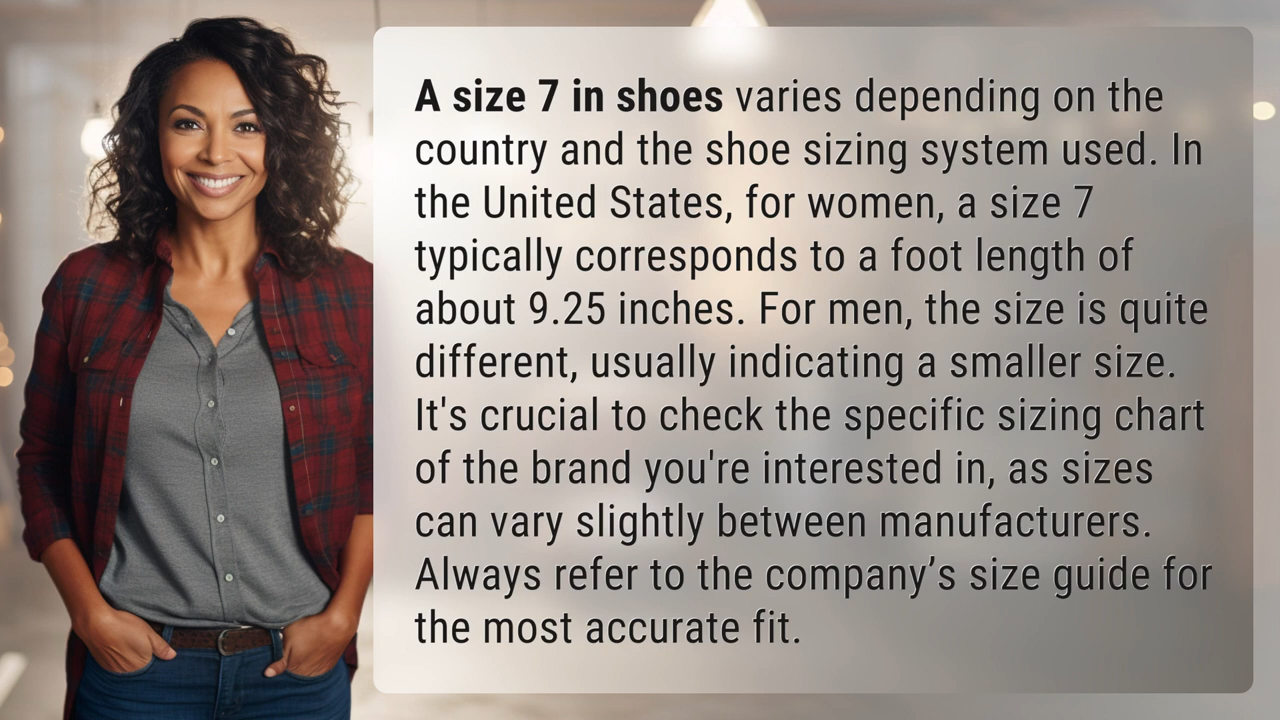 A size 7 in shoes varies depending on the
country and the shoe sizing system used. In
the United States, for women, a size 7
typically corresponds to a foot length of
about 9.25 inches. For men, the size is quite
different, usually indicating a smaller size.
It's crucial to check the specific sizing chart
of the brand you're interested in, as sizes
can vary slightly between manufacturers.
Always refer to the company’s size guide for
the most accurate fit.